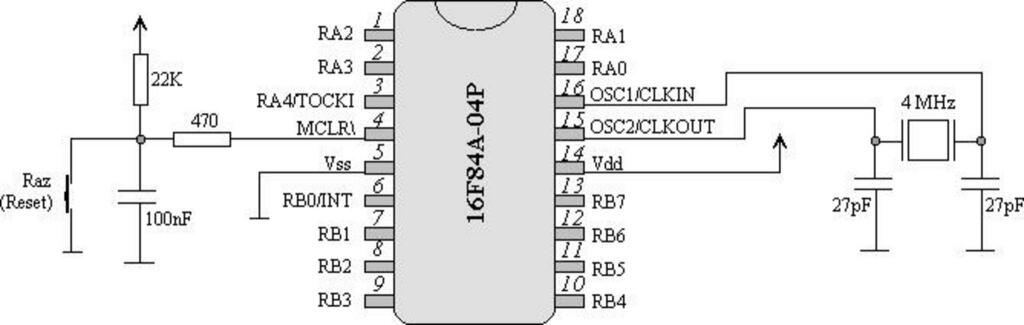 1
RA2
2
RA3
3
RA4/TOCKI
4
MCLR\
5
Vss
6
RB0/INT
7
RB1
8
RB2
9
RB3
16F84A-04P
18
RA1
17
RA0
16
OSC1/CLKIN
15
OSC2/CLKOUT
14
Vdd
13
RB7
12
RB6
11
RB5
10
RB4
22K
470
Raz
(Reset)
100nF
4 MHz
27pF
27pF